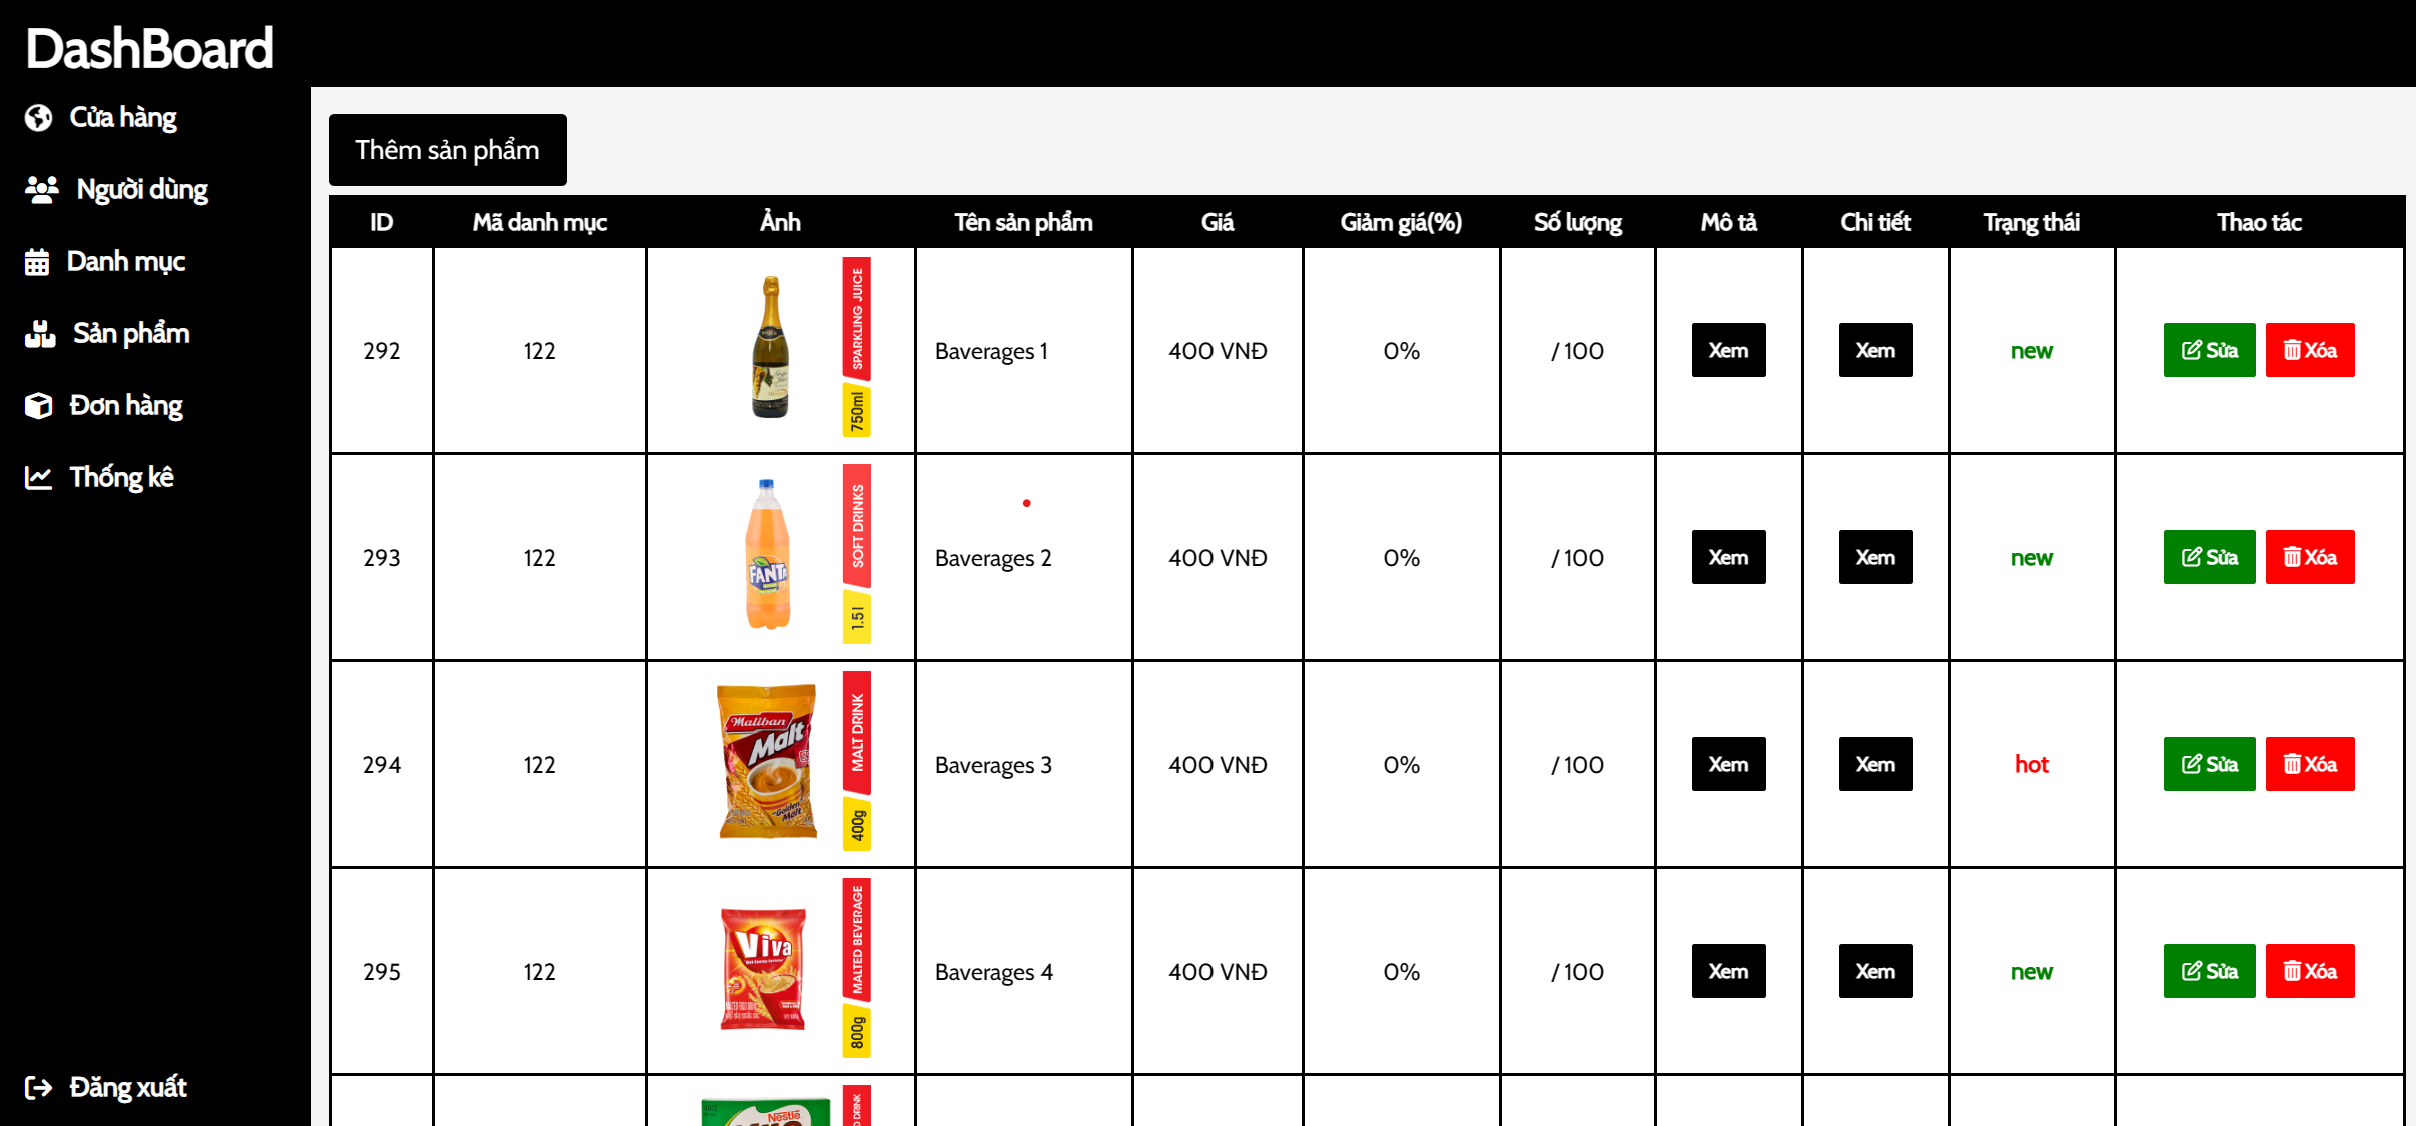 DashBoard
Cửa hàng
Người dùng
Danh mục
Sản phẩm
Đơn hàng
Thống kê
Đăng xuất
Thêm sản phẩm
ID Mã danh mục Ảnh Tên sản phẩm Giá Giảm giá(%) Số lượng Mô tả Chi tiết Trạng thái Thao tác
SPARKLING JUICE
750ml
292 122 Baverages 1 400 VNĐ 0% / 100 Xem Xem new Sửa Xóa
FANTA
SOFT DRINKS
1.5 l
293 122 Baverages 2 400 VNĐ 0% / 100 Xem Xem new Sửa Xóa
Maliban
Malt
Golden
Malt
MALT DRINK
400g
294 122 Baverages 3 400 VNĐ 0% / 100 Xem Xem hot Sửa Xóa
Viva
MALTED BEVERAGE
800g
295 122 Baverages 4 400 VNĐ 0% / 100 Xem Xem new Sửa Xóa
Nestlé
DRINK